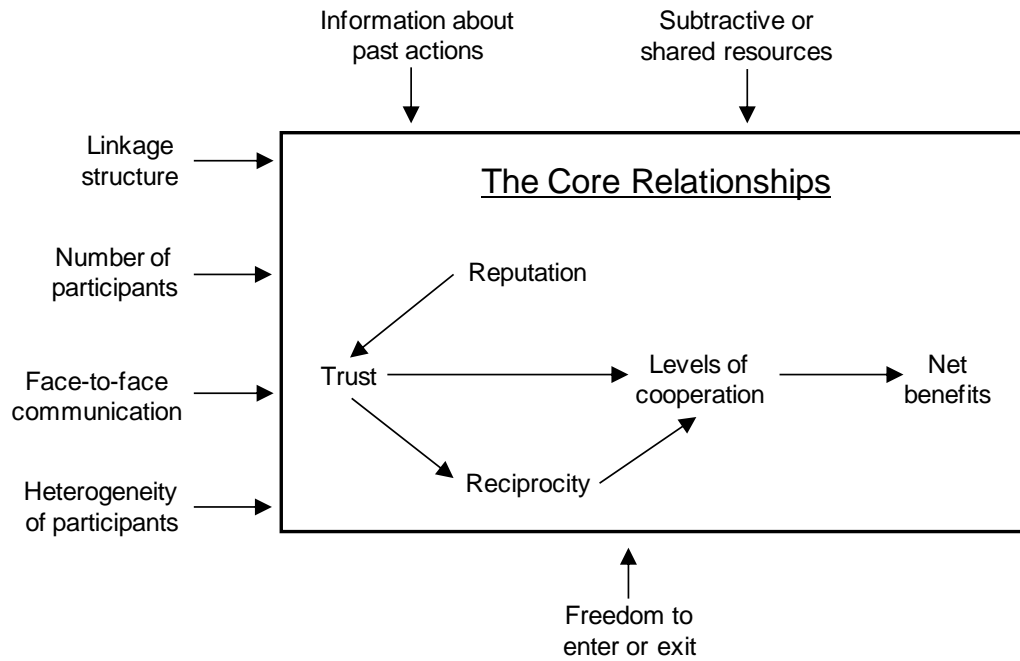 Information about
past actions
Subtractive or
shared resources
Linkage
structure
The Core Relationships
Number of
participants
Reputation
Face-to-face
communication
Trust
Levels of
cooperation
Net
benefits
Heterogeneity
of participants
Reciprocity
Freedom to
enter or exit